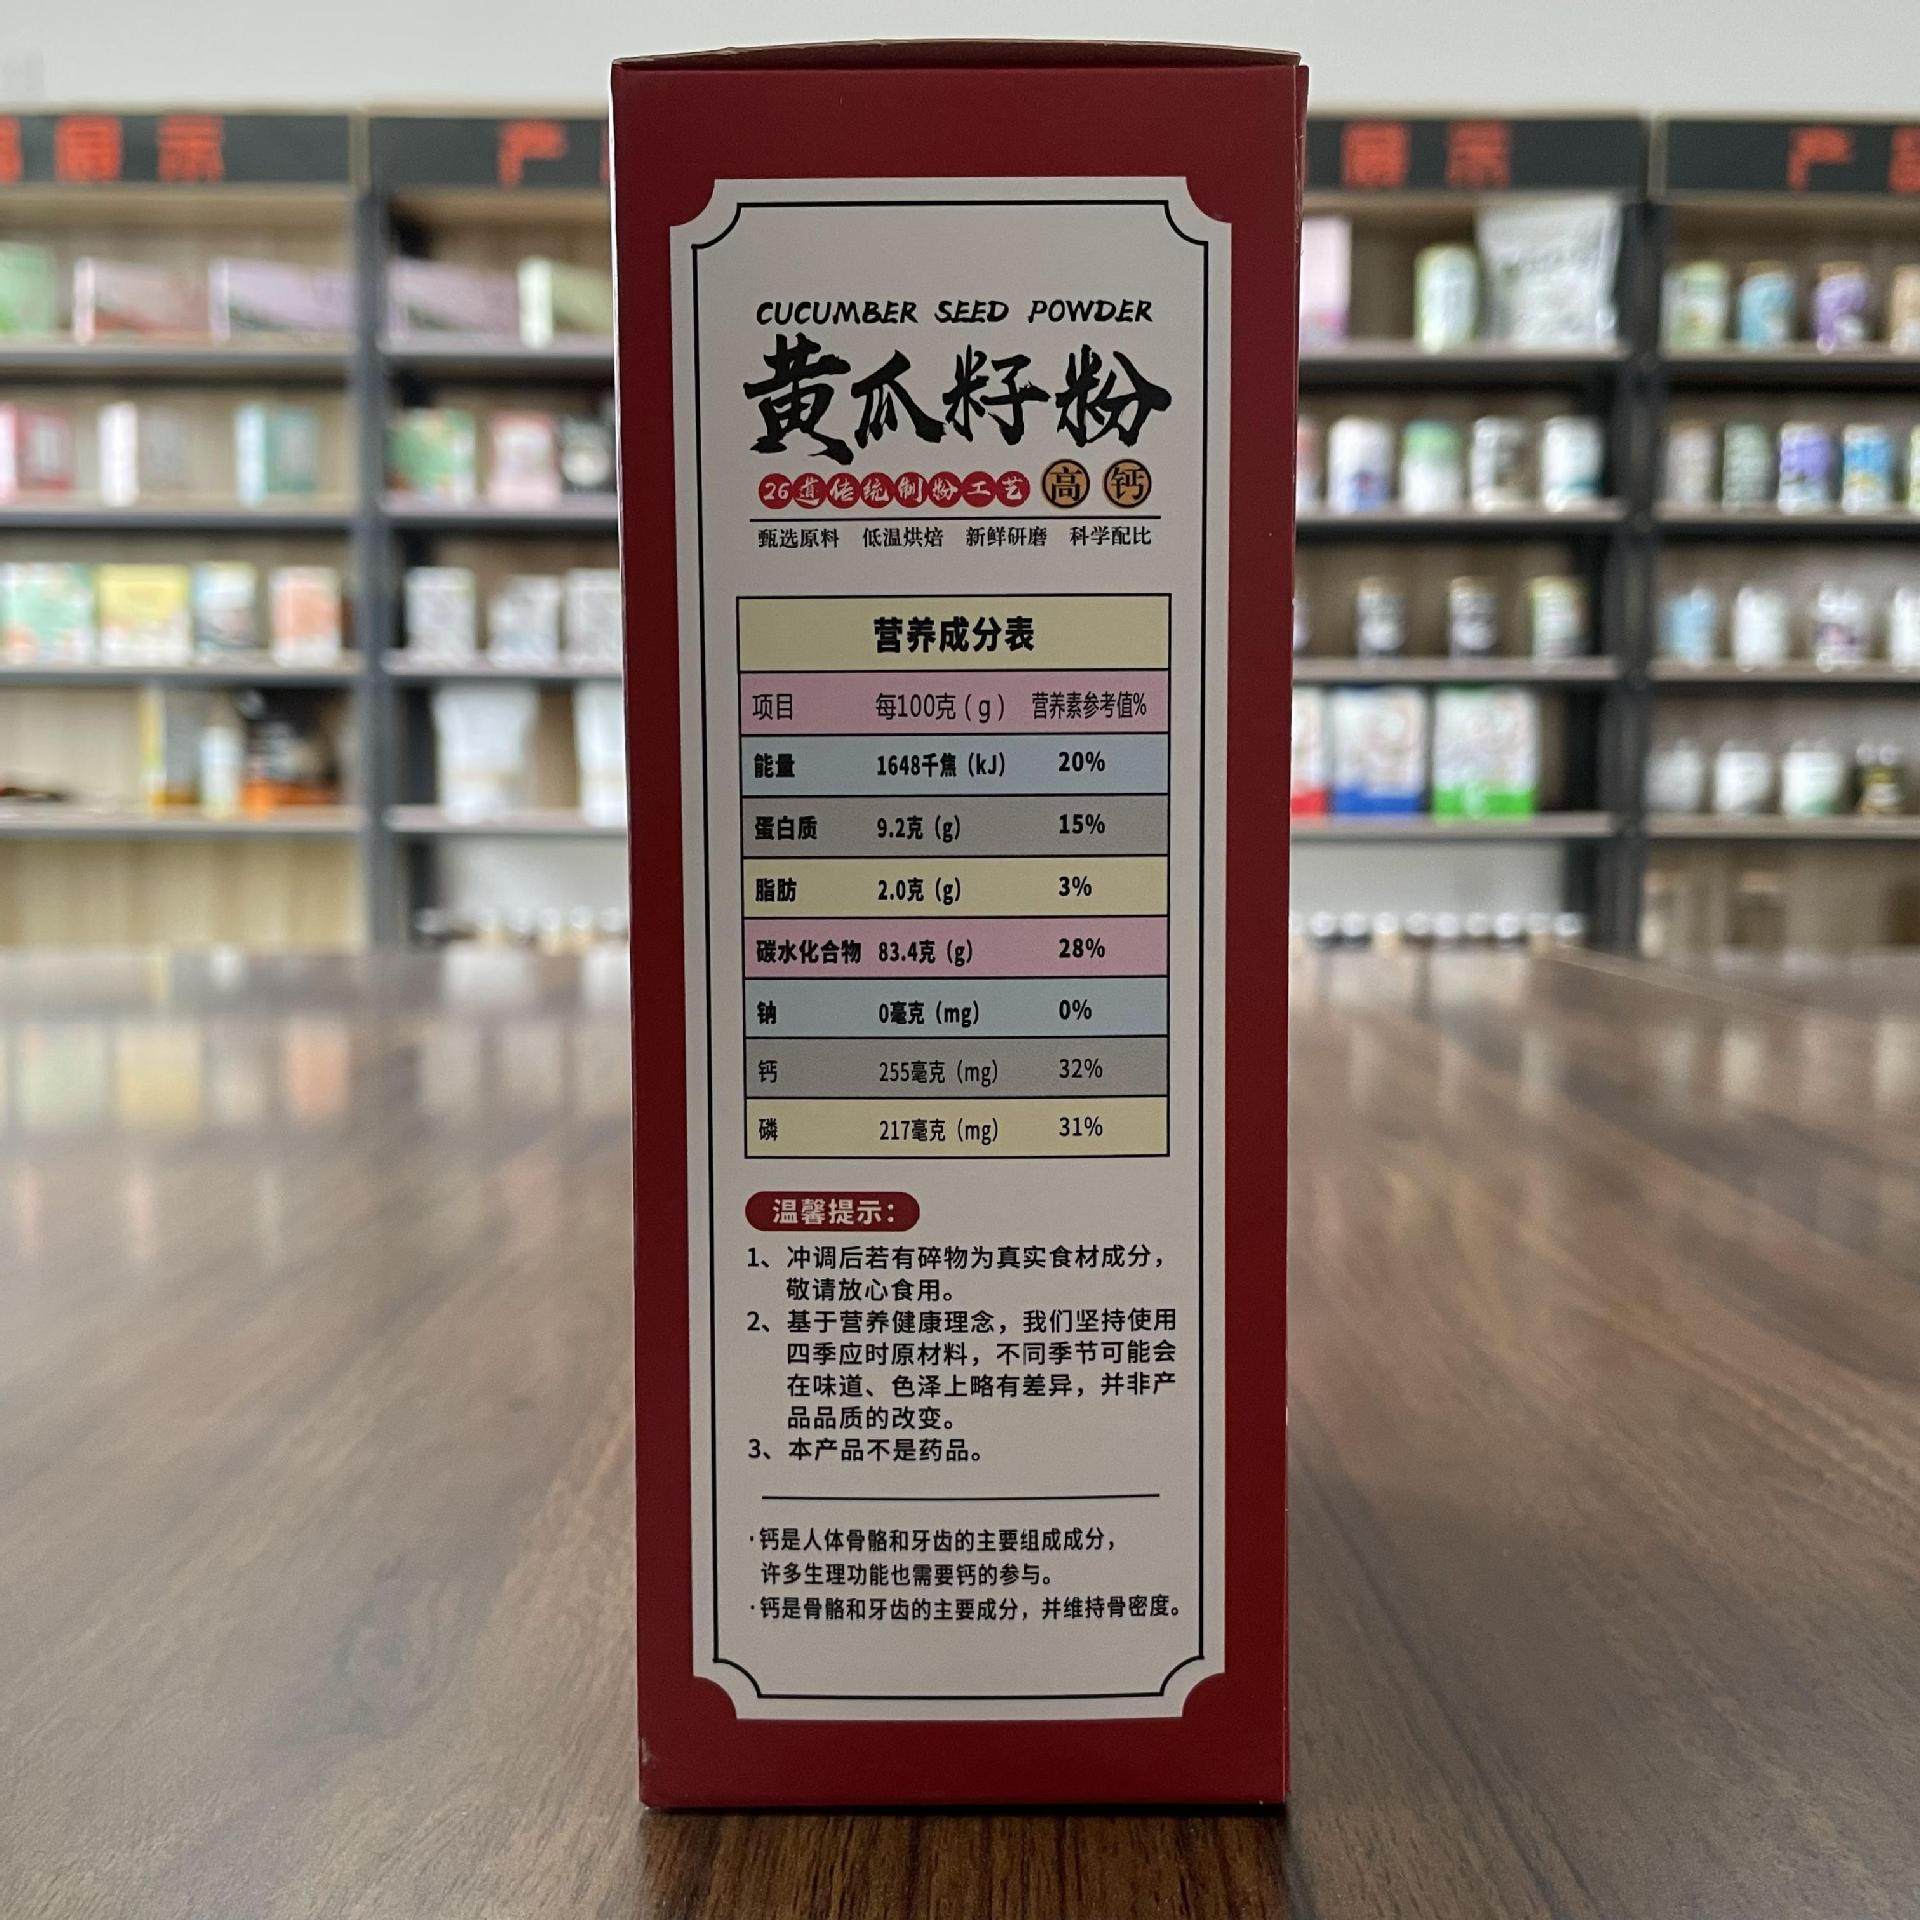 展示
产
展示
产
CUCUMBER SEED POWDER
黄瓜籽粉
26道传统制粉工艺 高 钙
甄选原料 低温烘焙 新鲜研磨 科学配比
营养成分表
项目 每100克(g) 营养素参考值%
能量 1648千焦(kJ) 20%
蛋白质 9.2克(g) 15%
脂肪 2.0克(g) 3%
碳水化合物 83.4克(g) 28%
钠 0毫克(mg) 0%
钙 255毫克(mg) 32%
磷 217毫克(mg) 31%
温馨提示：
1、冲调后若有碎物为真实食材成分，
敬请放心食用。
2、基于营养健康理念，我们坚持使用
四季应时原材料，不同季节可能会
在味道、色泽上略有差异，并非产
品品质的改变。
3、本产品不是药品。
·钙是人体骨骼和牙齿的主要组成成分，
许多生理功能也需要钙的参与。
·钙是骨骼和牙齿的主要成分，并维持骨密度。